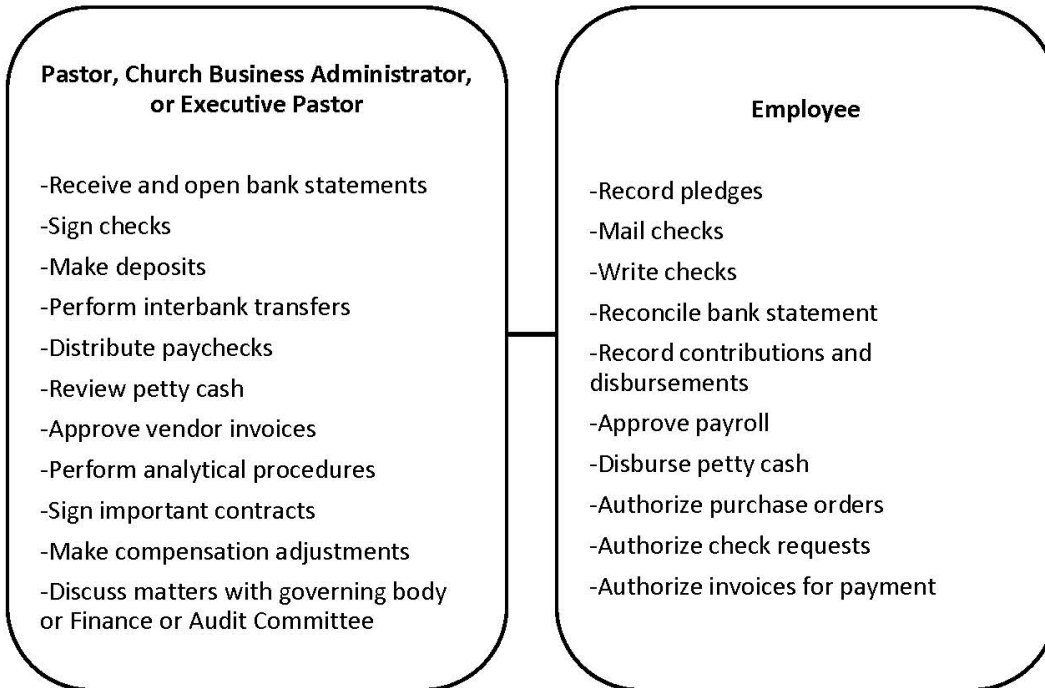 Pastor, Church Business Administrator,
or Executive Pastor
-Receive and open bank statements
-Sign checks
-Make deposits
-Perform interbank transfers
-Distribute paychecks
-Review petty cash
-Approve vendor invoices
-Perform analytical procedures
-Sign important contracts
-Make compensation adjustments
-Discuss matters with governing body
or Finance or Audit Committee
Employee
-Record pledges
-Mail checks
-Write checks
-Reconcile bank statement
-Record contributions and
disbursements
-Approve payroll
-Disburse petty cash
-Authorize purchase orders
-Authorize check requests
-Authorize invoices for payment